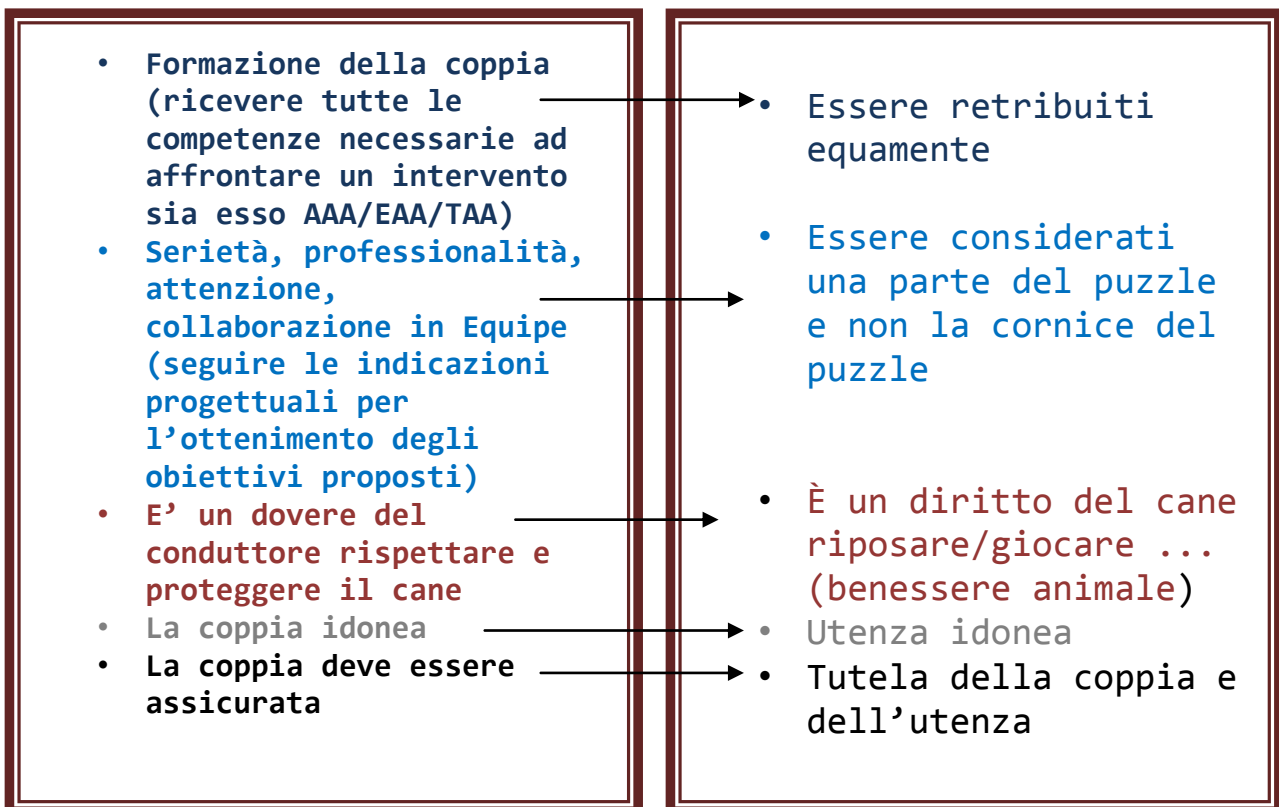 • Formazione della coppia
(ricevere tutte le
competenze necessarie ad
affrontare un intervento
sia esso AAA/EAA/TAA)
• Serietà, professionalità,
attenzione,
collaborazione in Equipe
(seguire le indicazioni
progettuali per
l’ottenimento degli
obiettivi proposti)
• E’ un dovere del
conduttore rispettare e
proteggere il cane
• La coppia idonea
• La coppia deve essere
assicurata
• Essere retribuiti
equamente
• Essere considerati
una parte del puzzle
e non la cornice del
puzzle
• È un diritto del cane
riposare/giocare ...
(benessere animale)
• Utenza idonea
• Tutela della coppia e
dell’utenza